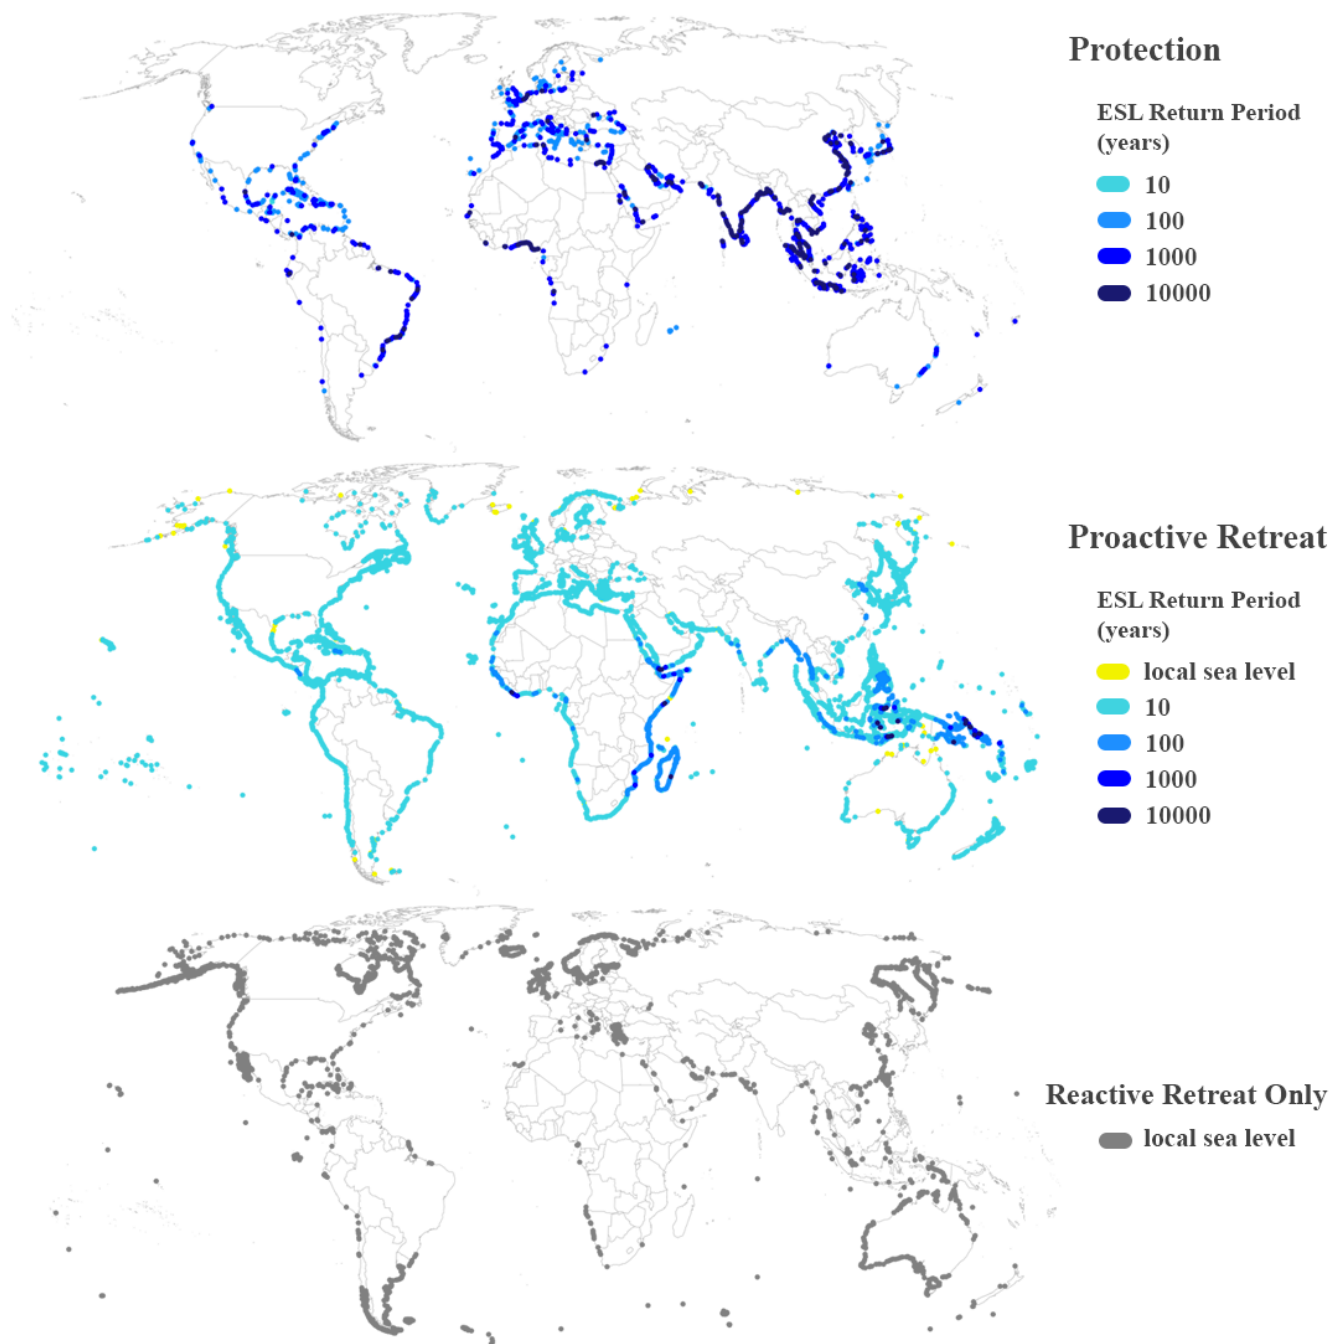 Protection
ESL Return Period
(years)
10
100
1000
10000
Proactive Retreat
ESL Return Period
(years)
local sea level
10
100
1000
10000
Reactive Retreat Only
local sea level